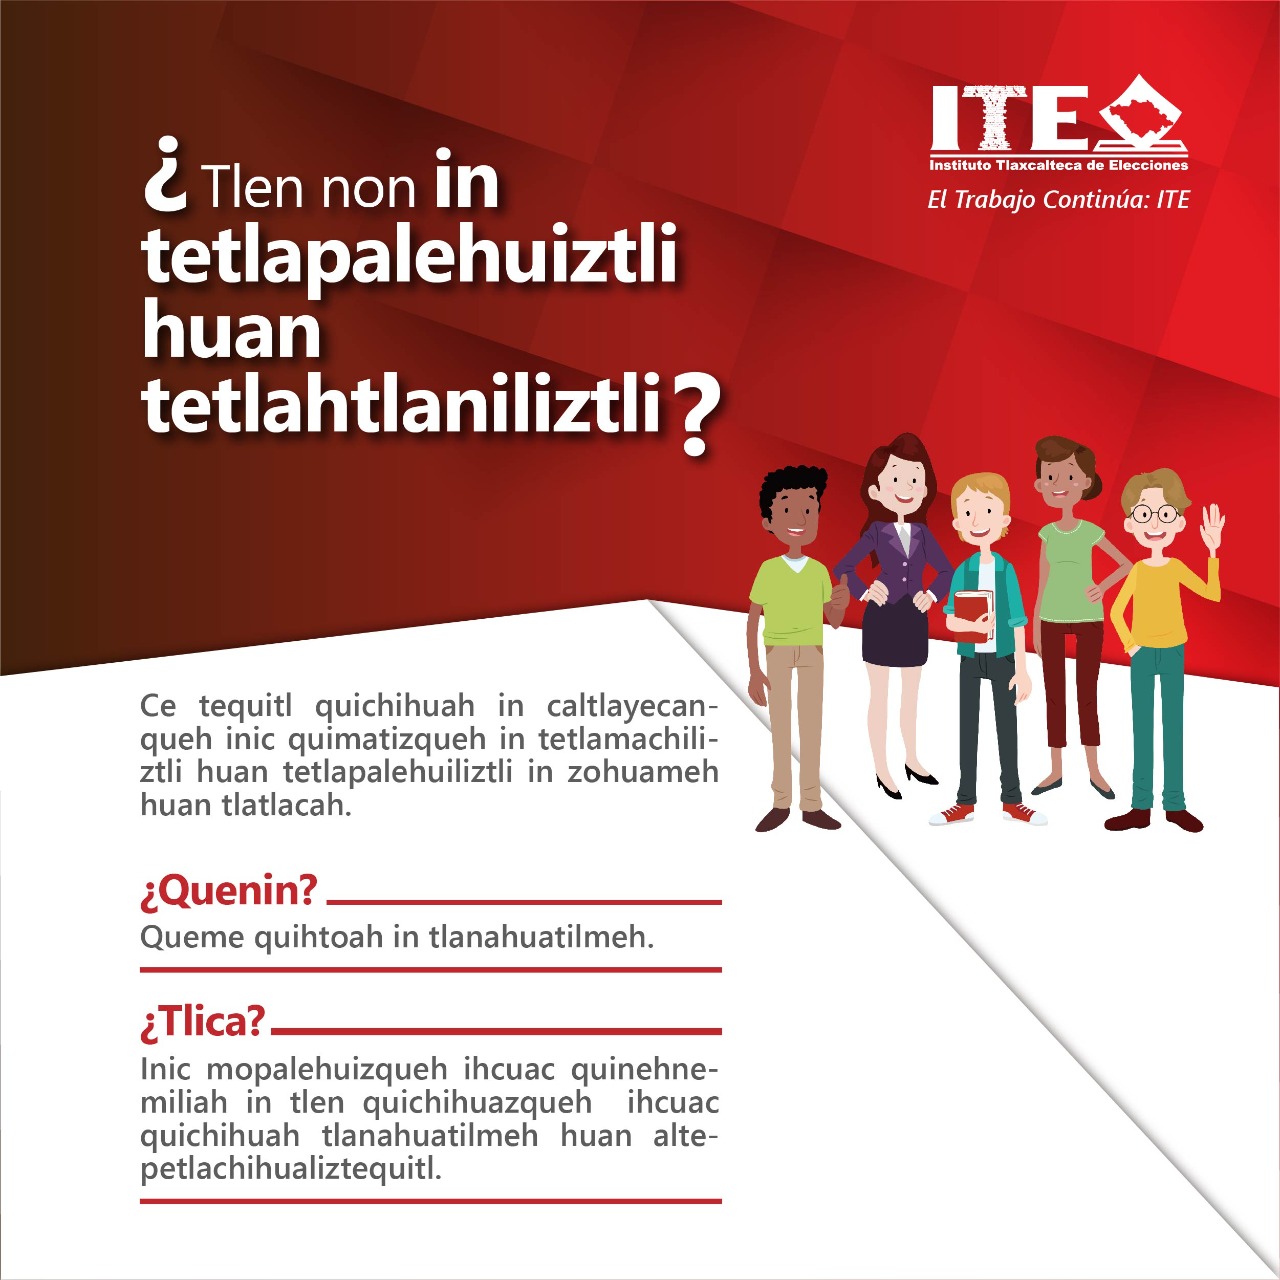 ITE
Instituto Tlaxcalteca de Elecciones
El Trabajo Continúa: ITE
¿Tlen non in
tetlapalehuiztli
huan
tetlahtlaniliztli?
Ce tequitl quichihuah in caltlayecan-
queh inic quimatizqueh in tetlamachili-
ztli huan tetlapalehuiliztli in zohuameh
huan tlatlacah.
¿Quenin?
Queme quihtoah in tlanahuatilmeh.
¿Tlica?
Inic mopalehuizqueh ihcuac quinehne-
miliah in tlen quichihuazqueh ihcuac
quichihuah tlanahuatilmeh huan alte-
petlachihualiztequitl.